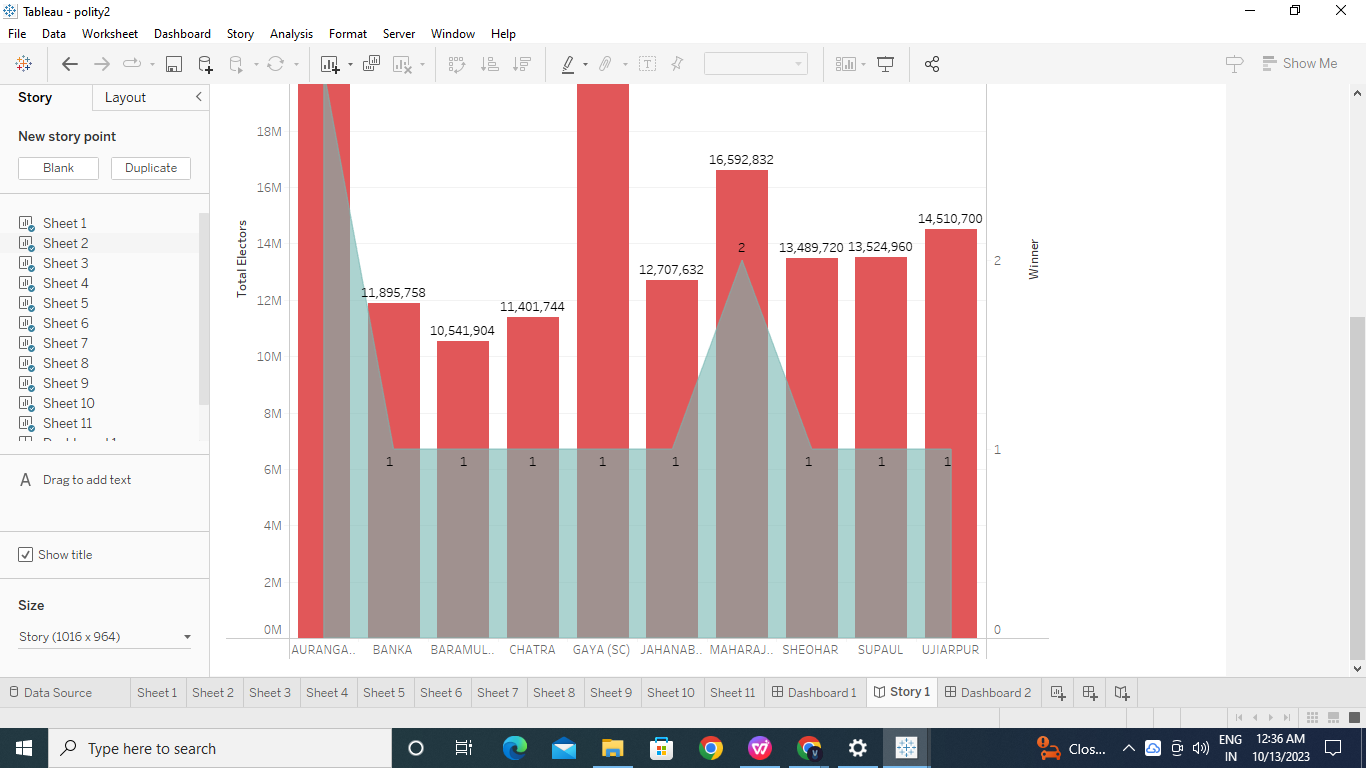 Tableau - polity2
File Data Worksheet Dashboard Story Analysis Format Server Window Help
Show Me
Story Layout
New story point
Blank Duplicate
Sheet 1
Sheet 2
Sheet 3
Sheet 4
Sheet 5
Sheet 6
Sheet 7
Sheet 8
Sheet 9
Sheet 10
Sheet 11
A Drag to add text
Show title
Size
Story (1016 x 964)
Total Electors
18M
16M
14M
12M
10M
8M
6M
4M
2M
0M
16,592,832
14,510,700
2
13,489,720 13,524,960
12,707,632
11,895,758
11,401,744
10,541,904
1 1 1 1 1 1 1 1
AURANGA.. BANKA BARAMUL.. CHATRA GAYA (SC) JAHANAB.. MAHARAJ.. SHEOHAR SUPAUL UJIARPUR
2
1
0
Winner
Data Source Sheet 1 Sheet 2 Sheet 3 Sheet 4 Sheet 5 Sheet 6 Sheet 7 Sheet 8 Sheet 9 Sheet 10 Sheet 11 Dashboard 1 Story 1 Dashboard 2
Type here to search
Clos...
ENG
IN
12:36 AM
10/13/2023